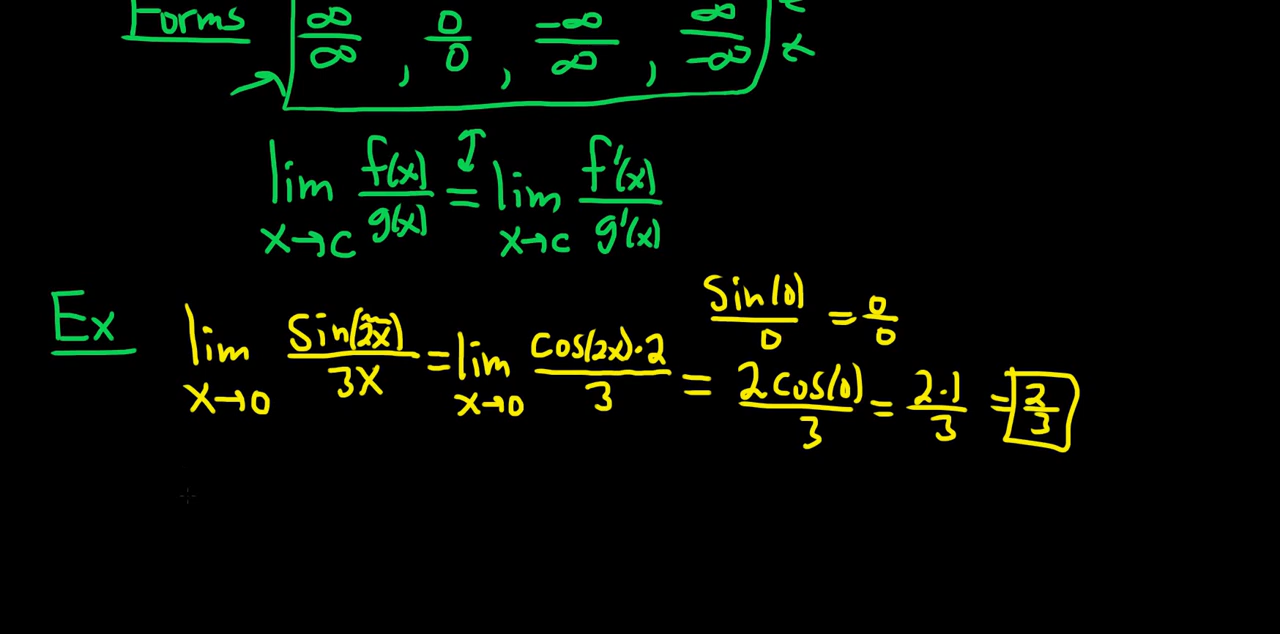 Forms ∞/∞ , 0/0 , -∞/∞ , ∞/-∞
lim x→c f(x)/g(x) = lim x→c f'(x)/g'(x)
sin(0)/0 = 0/0
Ex lim x→0 sin(2x)/3x = lim x→0 cos(2x)·2/3 = 2cos(0)/3 = 2·1/3 = 2/3